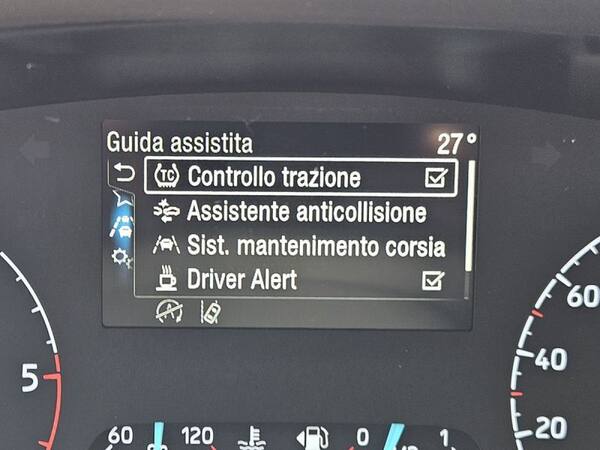 Guida assistita 27°
TC Controllo trazione
Assistente anticollisione
Sist. mantenimento corsia
Driver Alert
A
5
60
40
20
60 120 0 1